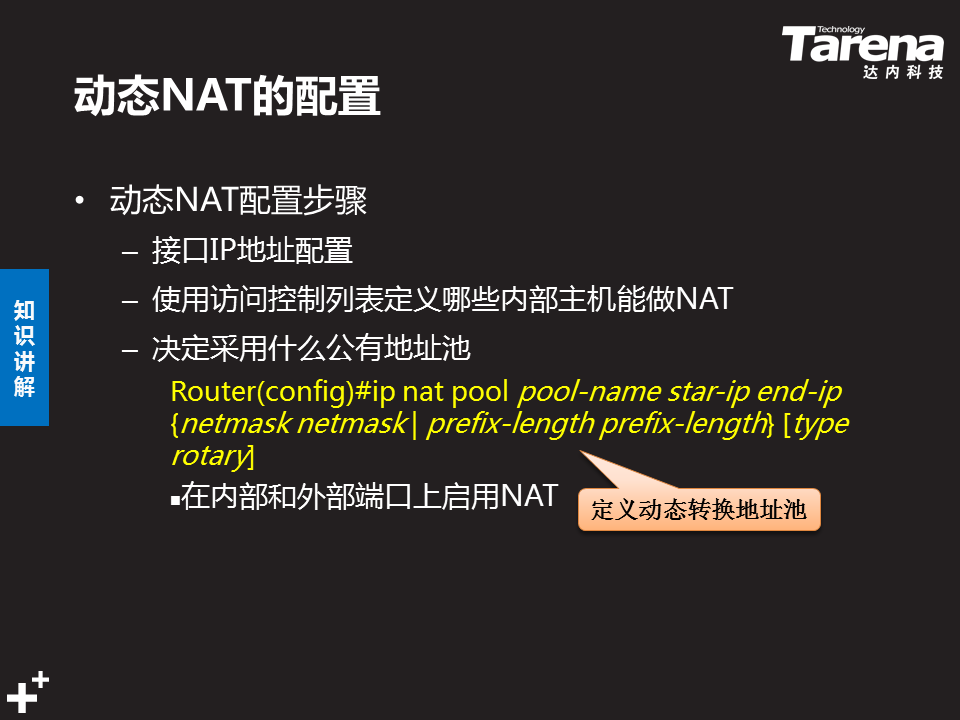 Technology
Tarena
达内科技
动态NAT的配置
• 动态NAT配置步骤
– 接口IP地址配置
– 使用访问控制列表定义哪些内部主机能做NAT
– 决定采用什么公有地址池
Router(config)#ip nat pool pool-name star-ip end-ip
{netmask netmask| prefix-length prefix-length} [type
rotary]
■在内部和外部端口上启用NAT
定义动态转换地址池
知
识
讲
解